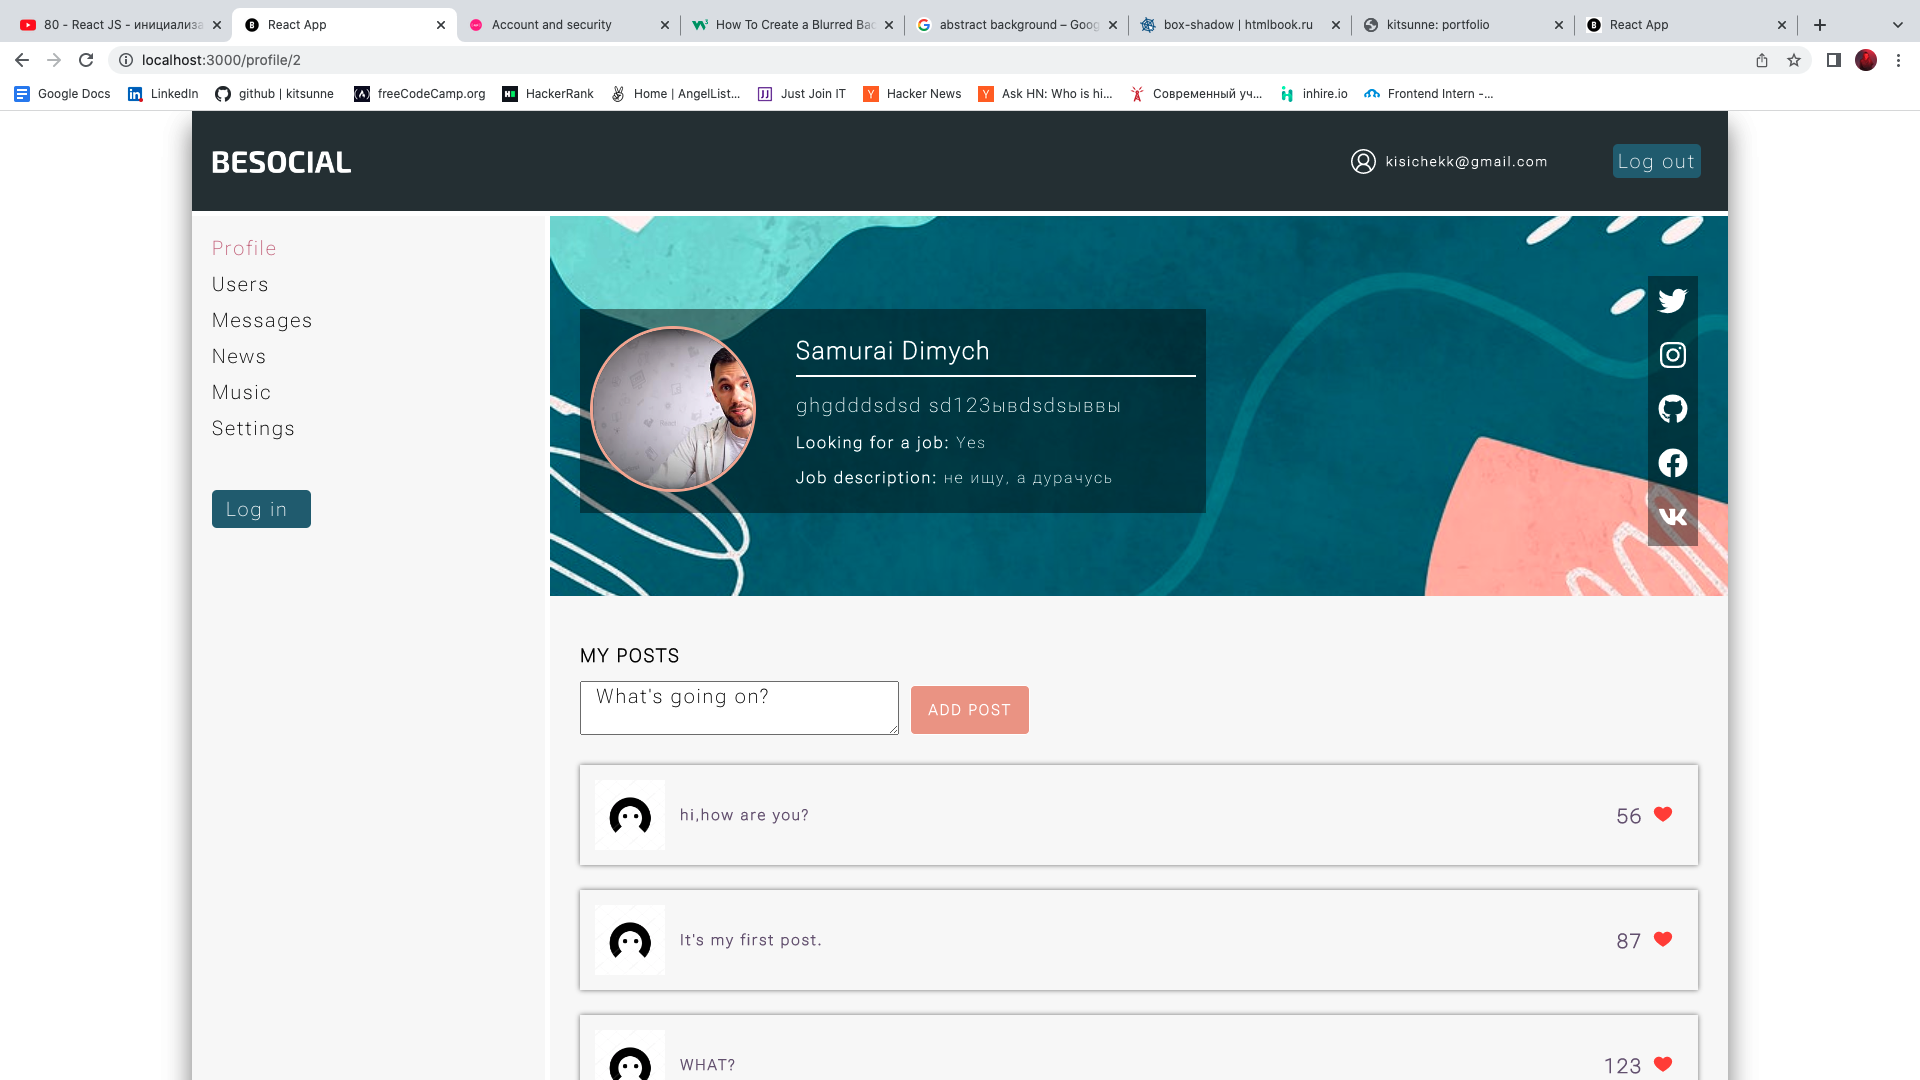 80 - React JS - инициализа
React App
Account and security
How To Create a Blurred Bac
abstract background – Goog
box-shadow | htmlbook.ru
kitsunne: portfolio
React App
localhost:3000/profile/2
Google Docs
LinkedIn
github | kitsunne
freeCodeCamp.org
HackerRank
Home | AngelList...
Just Join IT
Hacker News
Ask HN: Who is hi...
Современный уч...
inhire.io
Frontend Intern -...
BESOCIAL
kisichekk@gmail.com
Log out
Profile
Users
Messages
News
Music
Settings
Log in
Samurai Dimych
ghgdddsdsd sd123ывdsdsыввы
Looking for a job: Yes
Job description: не ищу, а дурачусь
MY POSTS
What's going on?
ADD POST
hi,how are you?
56
It's my first post.
87
WHAT?
123